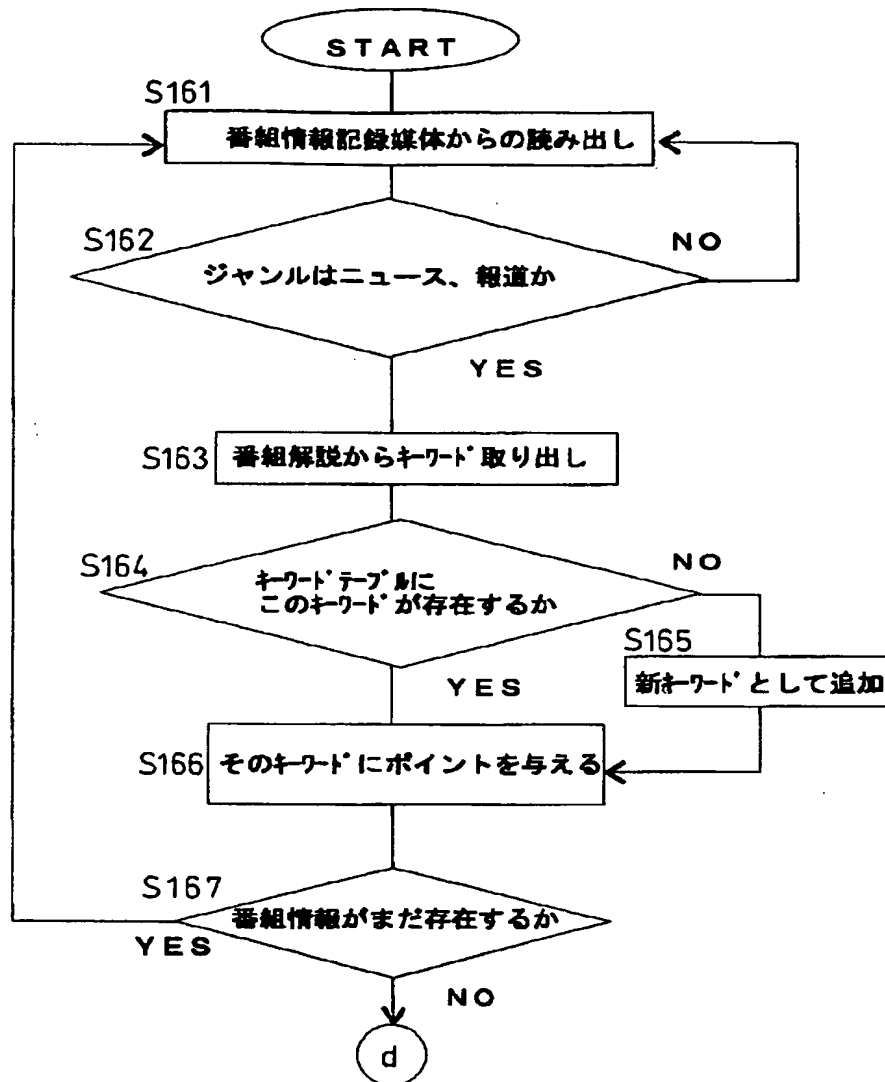 START
S161
番組情報記録媒体からの読み出し
S162
NO
ジャンルはニュース、報道か
YES
S163
番組解説からキーワード取り出し
S164
NO
キーワードテーブルに
このキーワードが存在するか
S165
YES
新キーワードとして追加
S166
そのキーワードにポイントを与える
S167
番組情報がまだ存在するか
YES
NO
d